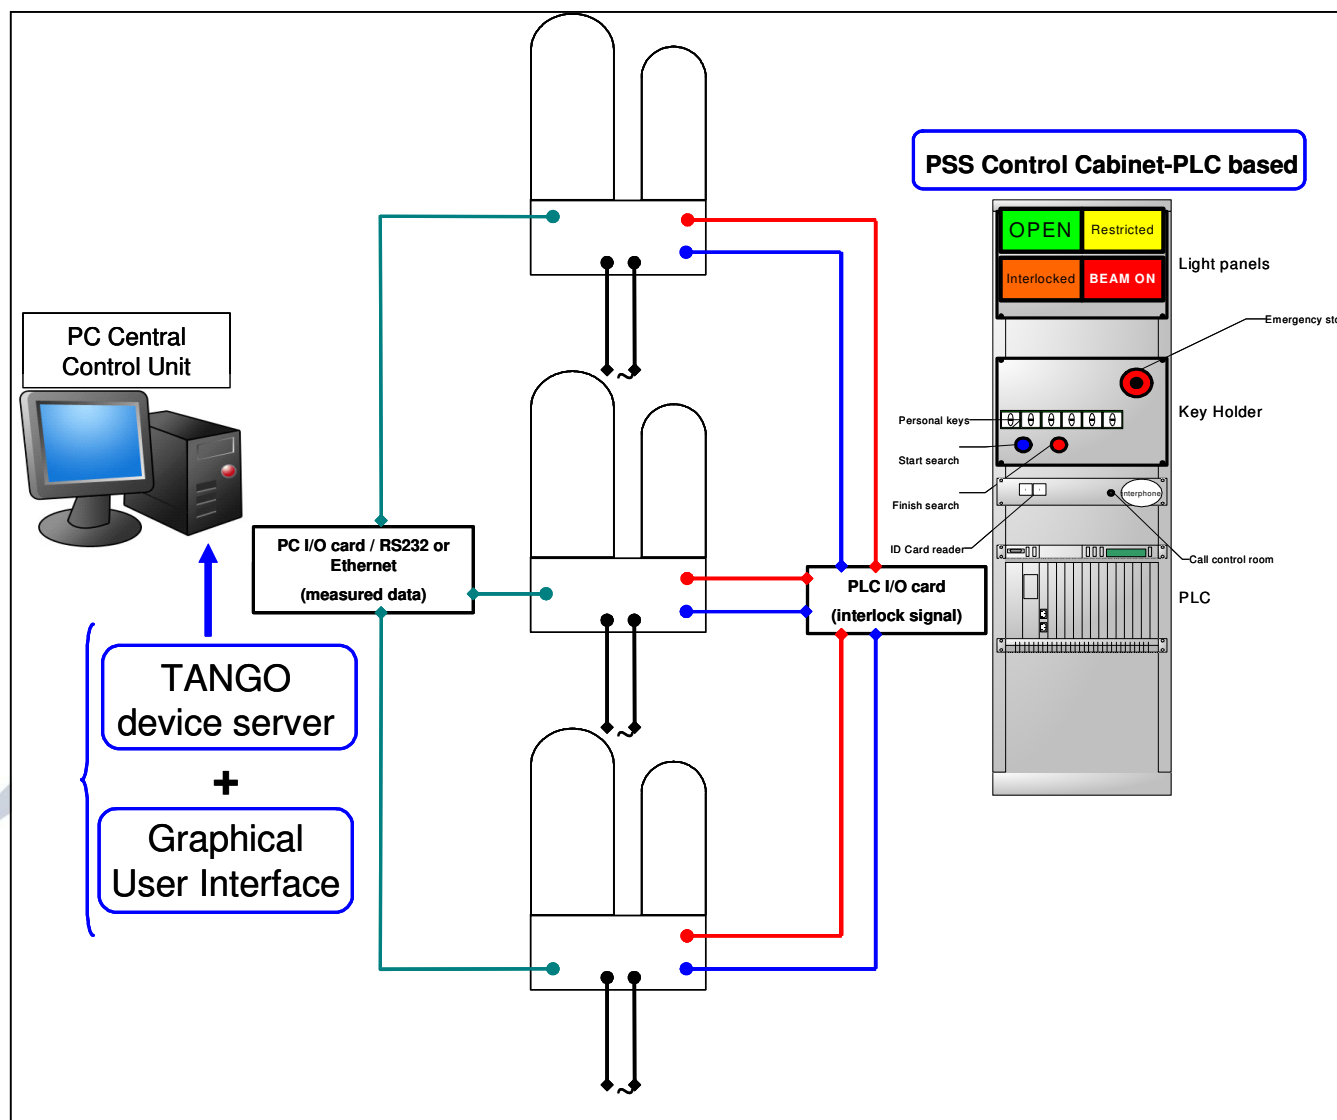 PSS Control Cabinet-PLC based
OPEN
Restricted
Interlocked
BEAM ON
Light panels
Emergency sto
PC Central
Control Unit
Personal keys
Key Holder
Start search
Finish search
interphone
ID Card reader
Call control room
PC I/O card / RS232 or
Ethernet
(measured data)
PLC I/O card
(interlock signal)
PLC
TANGO
device server
+
Graphical
User Interface
~
~
~